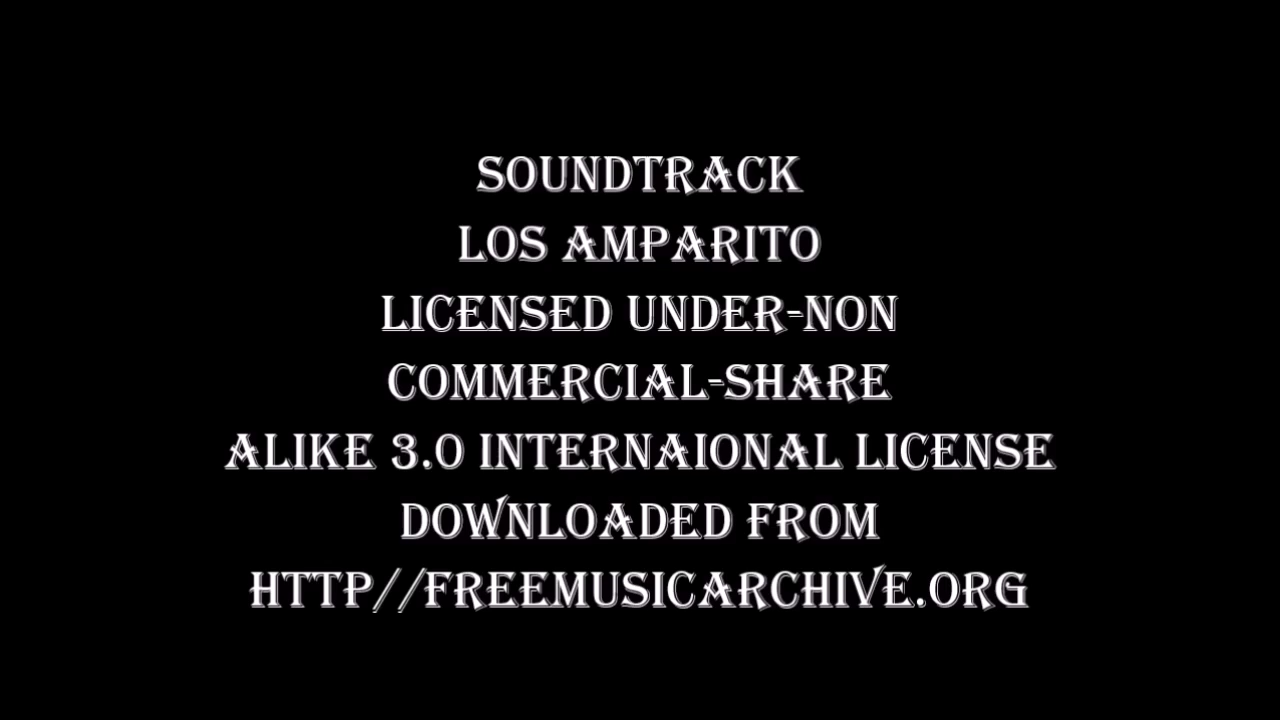 SOUNDTRACK
LOS AMPARITO
LICENSED UNDER-NON
COMMERCIAL-SHARE
ALIKE 3.0 INTERNAIONAL LICENSE
DOWNLOADED FROM
HTTP//FREEMUSICARCHIVE.ORG